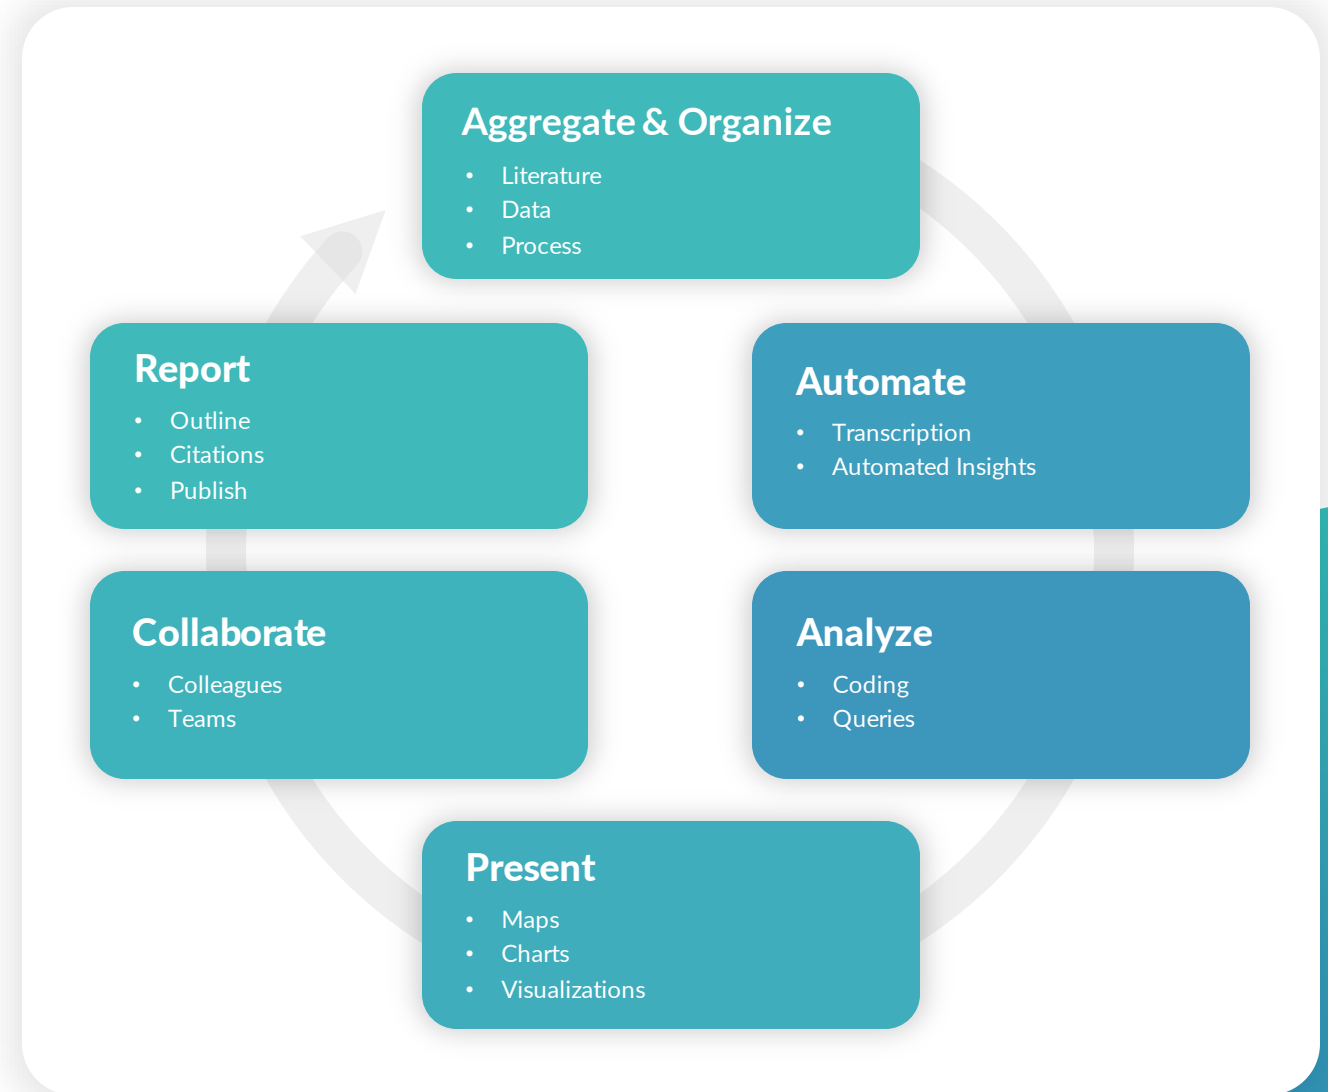 Aggregate & Organize
• Literature
• Data
• Process
Automate
• Transcription
• Automated Insights
Analyze
• Coding
• Queries
Present
• Maps
• Charts
• Visualizations
Collaborate
• Colleagues
• Teams
Report
• Outline
• Citations
• Publish